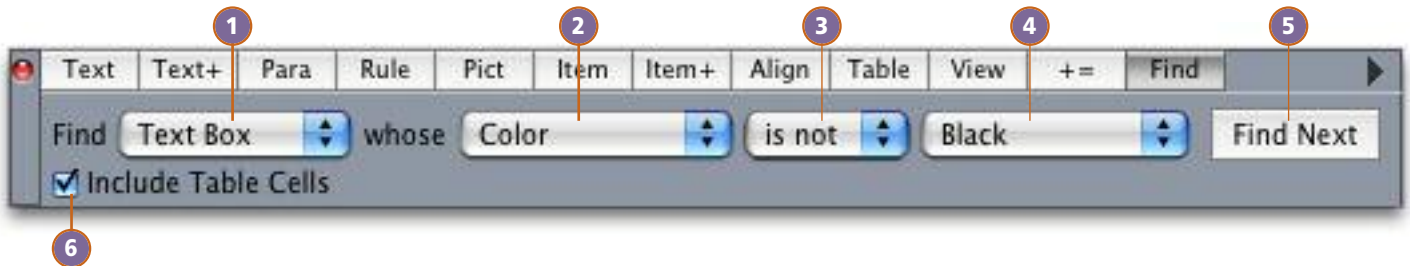 1 2 3 4 5
Text Text+ Para Rule Pict Item Item+ Align Table View += Find
Find Text Box whose Color is not Black Find Next
Include Table Cells
6